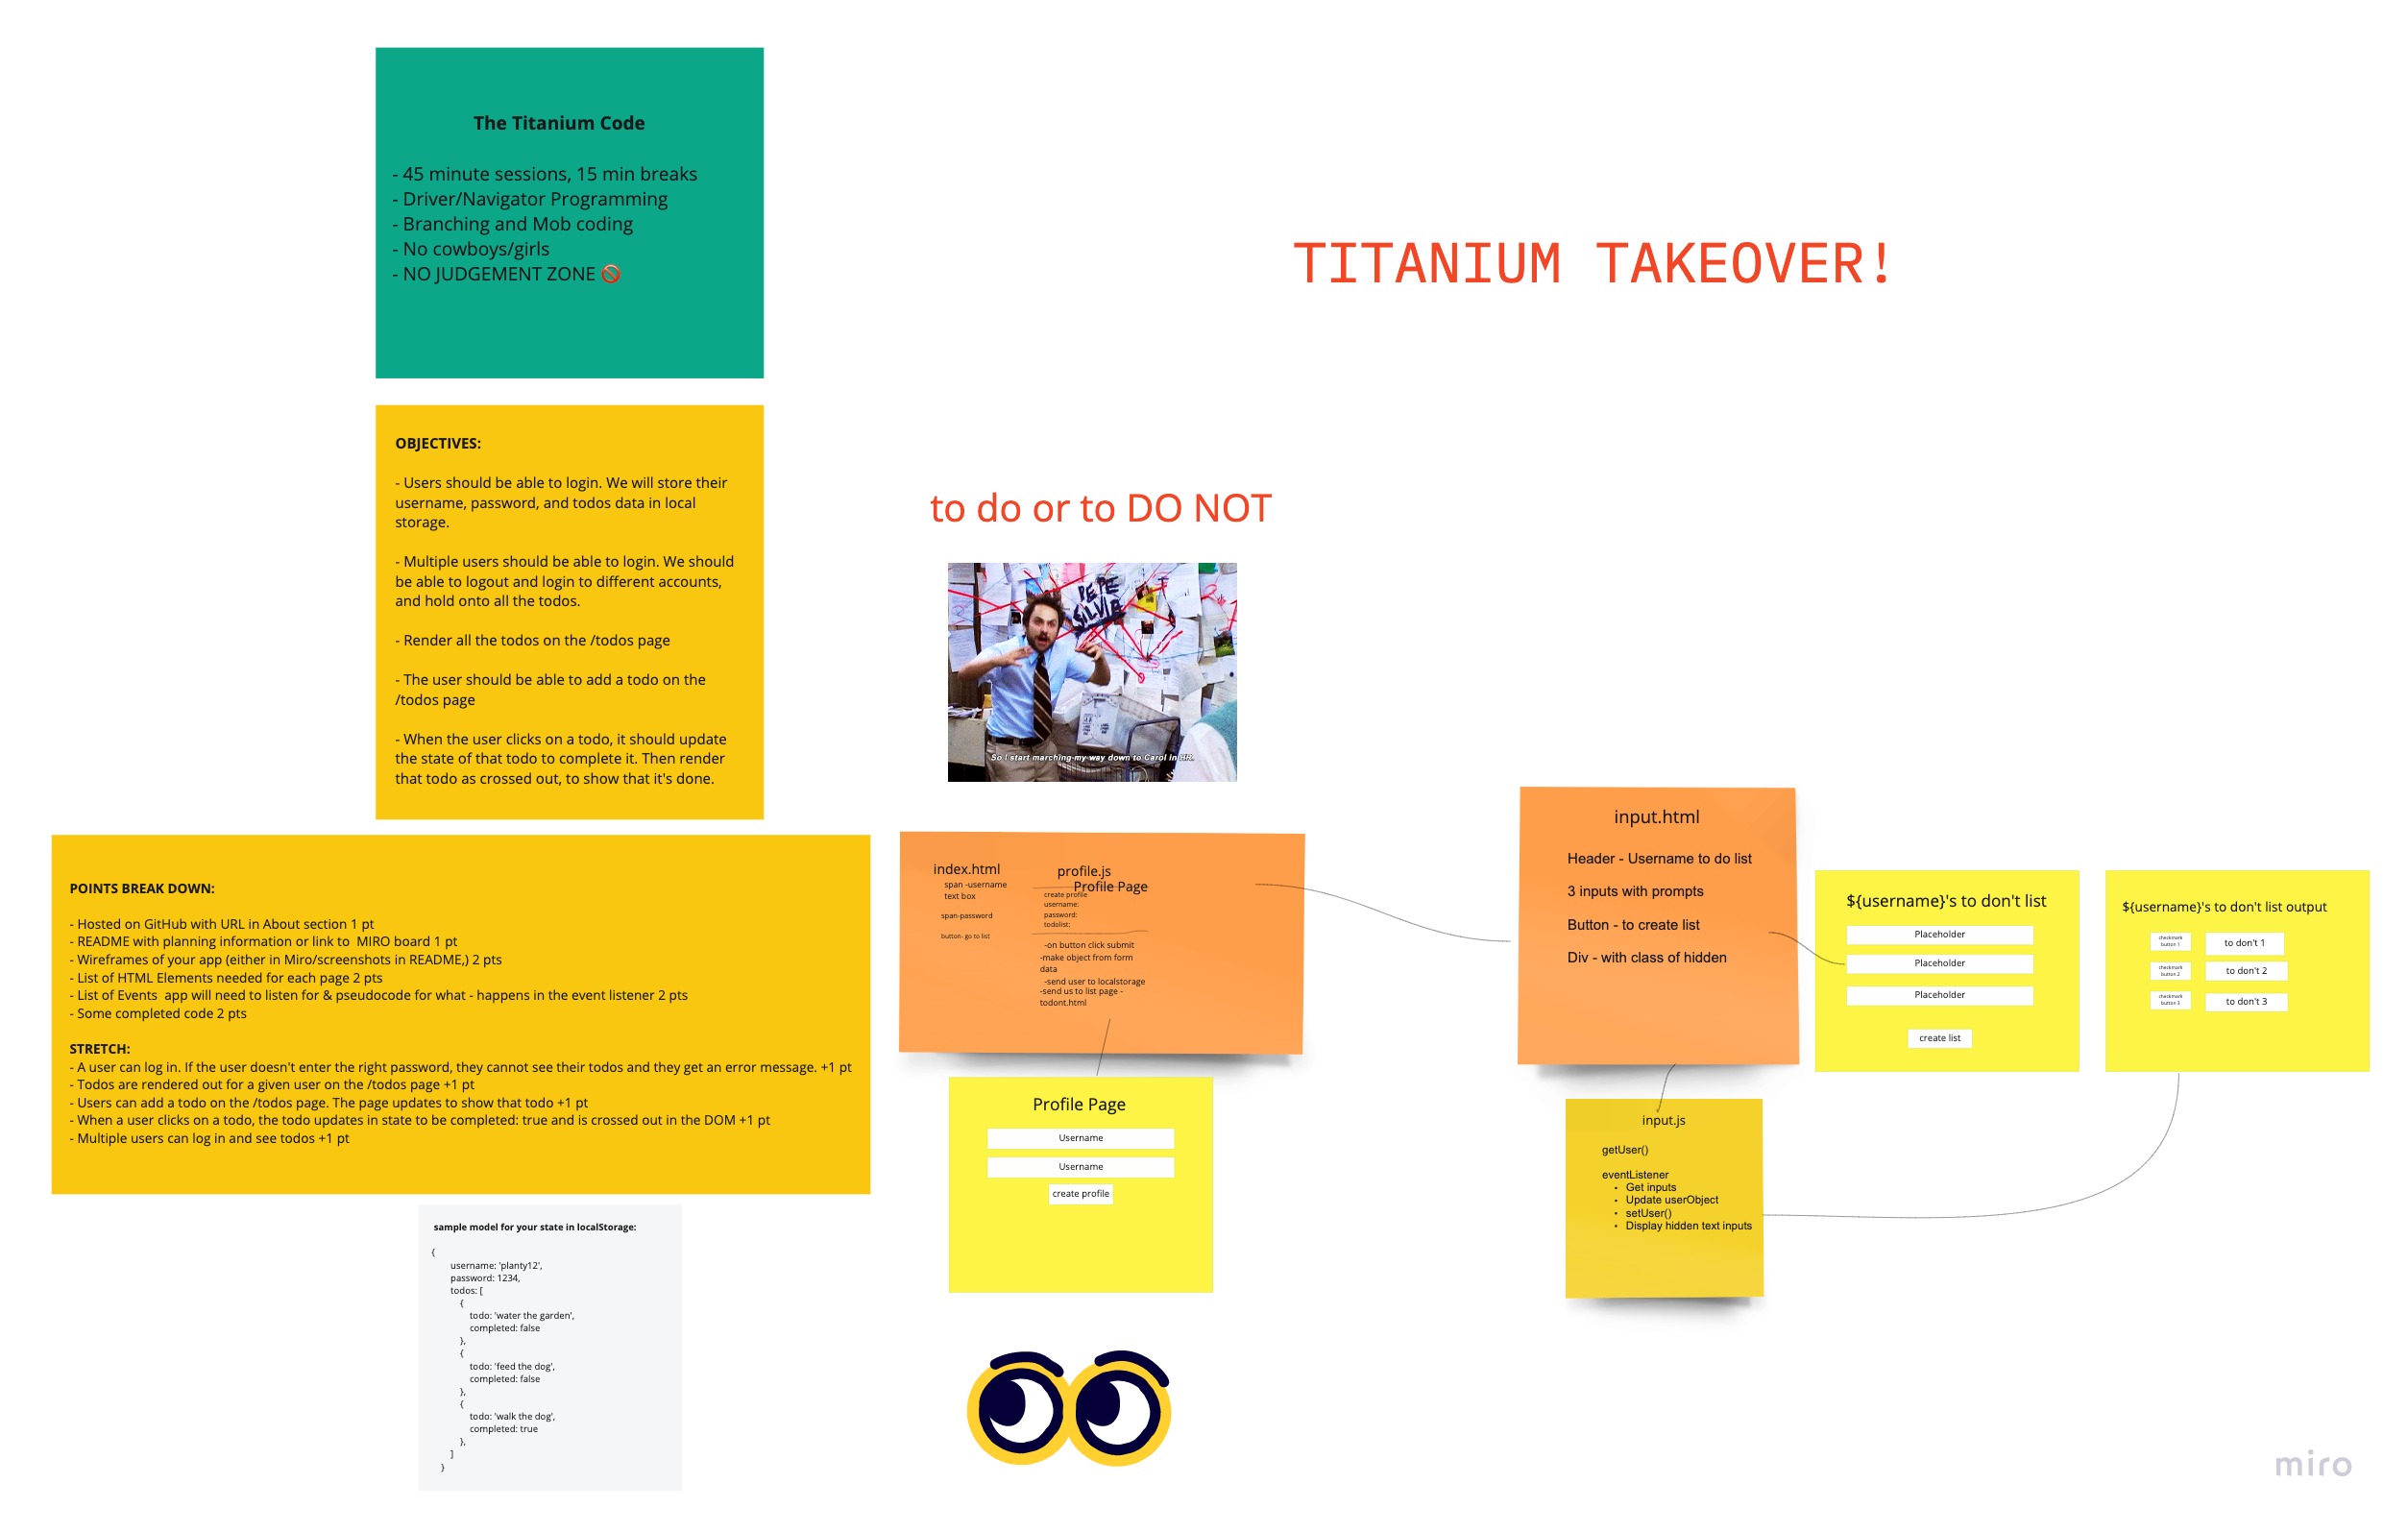 The Titanium Code
- 45 minute sessions, 15 min breaks
- Driver/Navigator Programming
- Branching and Mob coding
- No cowboys/girls
- NO JUDGEMENT ZONE 🚫
TITANIUM TAKEOVER!
OBJECTIVES:
- Users should be able to login. We will store their
username, password, and todos data in local
storage.
- Multiple users should be able to login. We should
be able to logout and login to different accounts,
and hold onto all the todos.
- Render all the todos on the /todos page
- The user should be able to add a todo on the
/todos page
- When the user clicks on a todo, it should update
the state of that todo to complete it. Then render
that todo as crossed out, to show that it's done.
POINTS BREAK DOWN:
- Hosted on GitHub with URL in About section 1 pt
- README with planning information or link to  MIRO board 1 pt
- Wireframes of your app (either in Miro/screenshots in README,) 2 pts
- List of HTML Elements needed for each page 2 pts
- List of Events  app will need to listen for & pseudocode for what - happens in the event listener 2 pts
- Some completed code 2 pts
STRETCH:
- A user can log in. If the user doesn't enter the right password, they cannot see their todos and they get an error message. +1 pt
- Todos are rendered out for a given user on the /todos page +1 pt
- Users can add a todo on the /todos page. The page updates to show that todo +1 pt
- When a user clicks on a todo, the todo updates in state to be completed: true and is crossed out in the DOM +1 pt
- Multiple users can log in and see todos +1 pt
sample model for your state in localStorage:
{
username: 'planty12',
password: 1234,
todos: [
{
todo: 'water the garden',
completed: false
},
{
todo: 'feed the dog',
completed: false
},
{
todo: 'walk the dog',
completed: true
},
]
}
to do or to DO NOT
PEPE
SILVIA
So I start marching my way down to Carol in HR.
index.html
span -username
text box
span-password
button- go to list
profile.js
Profile Page
create profile
username:
password:
todolist:
-on button click submit
-make object from form
data
-send user to localstorage
-send us to list page -
todont.html
Profile Page
Username
Username
create profile
input.html
Header - Username to do list
3 inputs with prompts
Button - to create list
Div - with class of hidden
input.js
getUser()
eventListener
• Get inputs
• Update userObject
• setUser()
• Display hidden text inputs
${username}'s to don't list
Placeholder
Placeholder
Placeholder
create list
${username}'s to don't list output
checkmark
button 1
to don't 1
checkmark
button 2
to don't 2
checkmark
button 3
to don't 3
miro